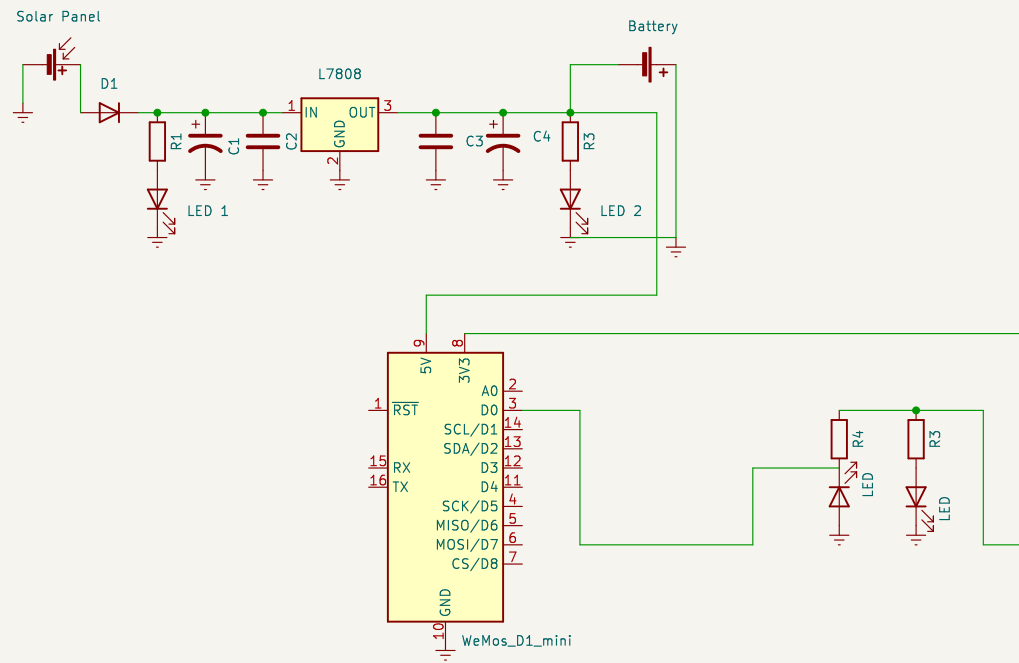 Solar Panel
+
D1
R1
+
C1
C2
L7808
1
IN
OUT
3
GND
2
C3
+
C4
R3
Battery
+
LED 1
LED 2
9
8
5V
3V3
A0
2
1
RST
D0
3
SCL/D1
14
SDA/D2
13
15
RX
D3
12
16
TX
D4
11
SCK/D5
4
MISO/D6
5
MOSI/D7
6
CS/D8
7
GND
10
WeMos_D1_mini
R4
LED
R3
LED